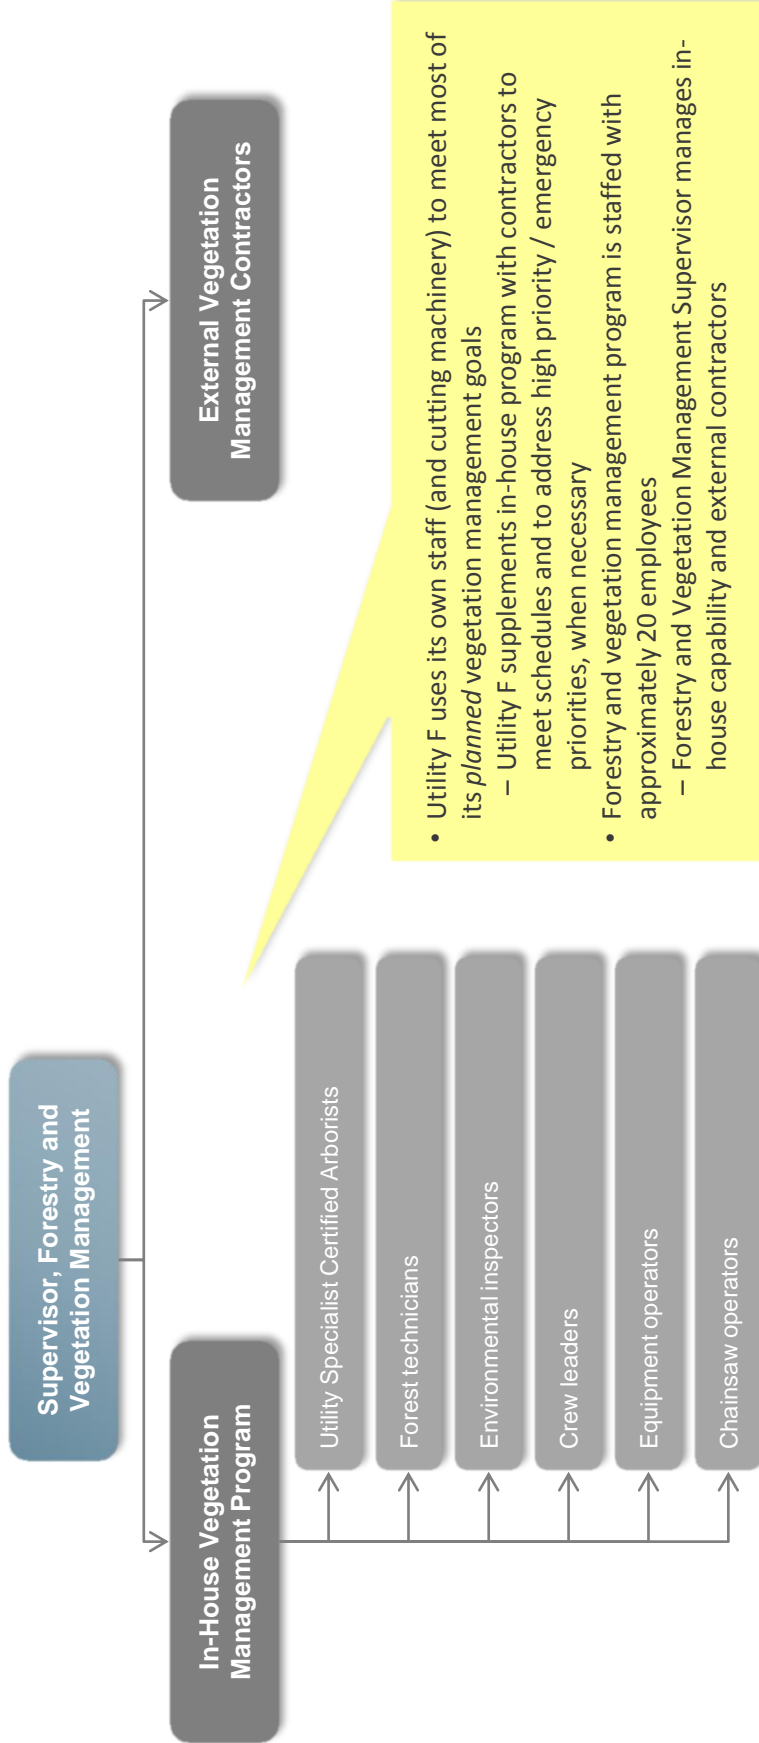 Supervisor, Forestry and
Vegetation Management
In-House Vegetation
Management Program
External Vegetation
Management Contractors
Utility Specialist Certified Arborists
Forest technicians
Environmental inspectors
Crew leaders
Equipment operators
Chainsaw operators
• Utility F uses its own staff (and cutting machinery) to meet most of
its planned vegetation management goals
– Utility F supplements in-house program with contractors to
meet schedules and to address high priority / emergency
priorities, when necessary
• Forestry and vegetation management program is staffed with
approximately 20 employees
– Forestry and Vegetation Management Supervisor manages in-
house capability and external contractors